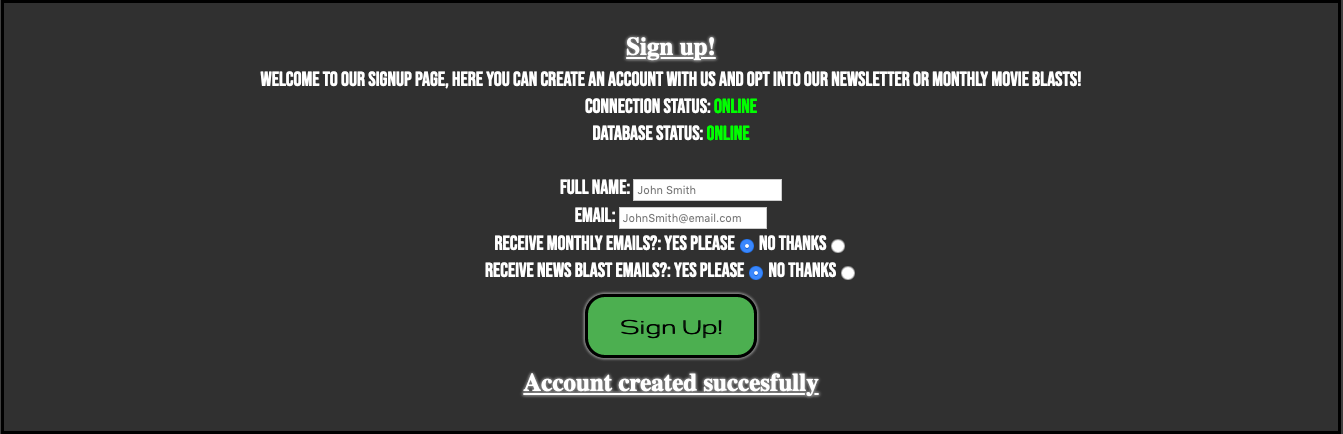 Sign up!
WELCOME TO OUR SIGNUP PAGE, HERE YOU CAN CREATE AN ACCOUNT WITH US AND OPT INTO OUR NEWSLETTER OR MONTHLY MOVIE BLASTS!
CONNECTION STATUS: ONLINE
DATABASE STATUS: ONLINE
FULL NAME: John Smith
EMAIL: JohnSmith@email.com
RECEIVE MONTHLY EMAILS?: YES PLEASE NO THANKS
RECEIVE NEWS BLAST EMAILS?: YES PLEASE NO THANKS
Sign Up!
Account created succesfully